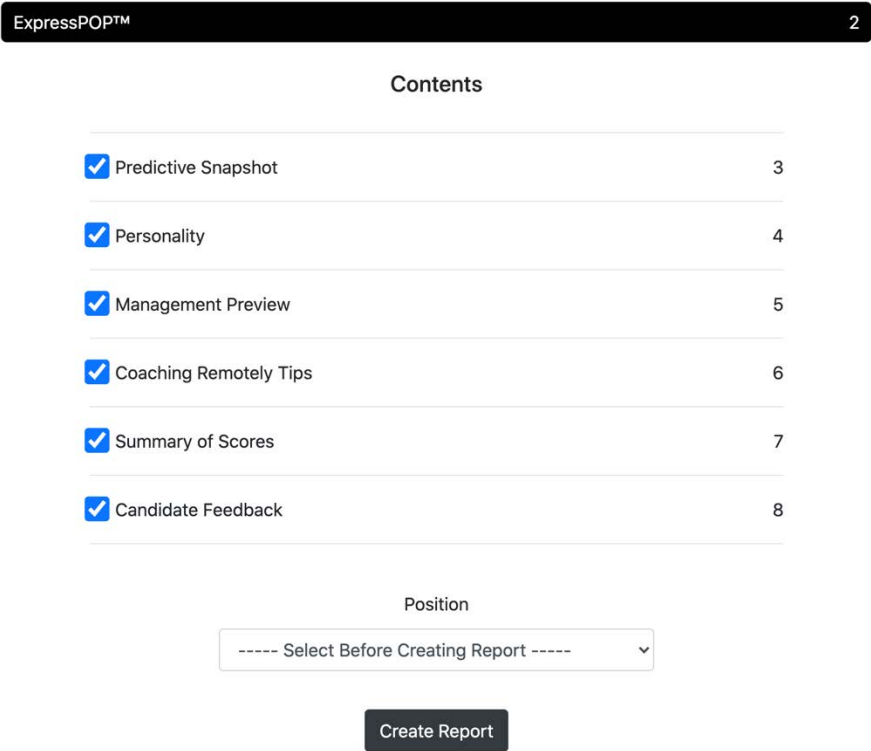 ExpressPOP™ 2
Contents
Predictive Snapshot 3
Personality 4
Management Preview 5
Coaching Remotely Tips 6
Summary of Scores 7
Candidate Feedback 8
Position
----- Select Before Creating Report -----
Create Report